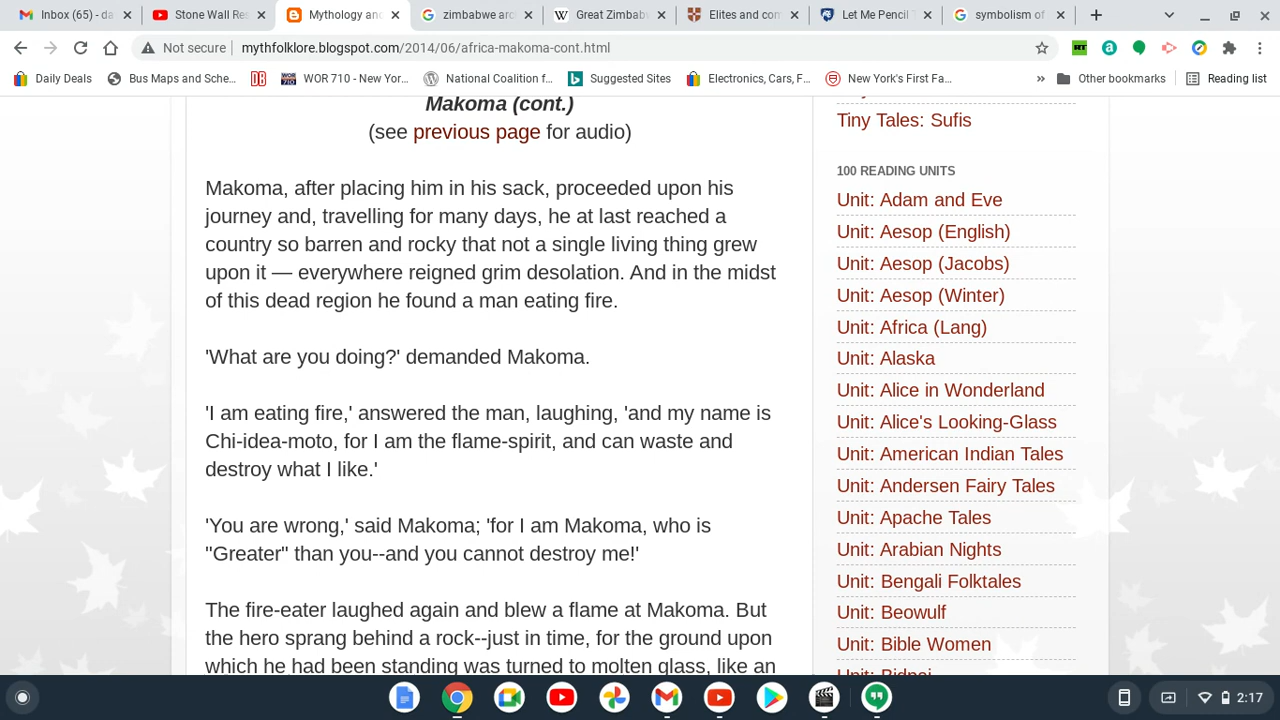 Inbox (65) - da
Stone Wall Res
Mythology and
zimbabwe arc
Great Zimbab
Elites and com
Let Me Pencil
symbolism of
Not secure
mythfolklore.blogspot.com/2014/06/africa-makoma-cont.html
Daily Deals
Bus Maps and Sche...
WOR 710 - New Yor...
National Coalition f...
Suggested Sites
Electronics, Cars, F...
New York's First Fa...
»
Other bookmarks
Reading list
Makoma (cont.)
(see previous page for audio)
Makoma, after placing him in his sack, proceeded upon his
journey and, travelling for many days, he at last reached a
country so barren and rocky that not a single living thing grew
upon it — everywhere reigned grim desolation. And in the midst
of this dead region he found a man eating fire.
'What are you doing?' demanded Makoma.
'I am eating fire,' answered the man, laughing, 'and my name is
Chi-idea-moto, for I am the flame-spirit, and can waste and
destroy what I like.'
'You are wrong,' said Makoma; 'for I am Makoma, who is
"Greater" than you--and you cannot destroy me!'
The fire-eater laughed again and blew a flame at Makoma. But
the hero sprang behind a rock--just in time, for the ground upon
which he had been standing was turned to molten glass, like an
Tiny Tales: Sufis
100 READING UNITS
Unit: Adam and Eve
Unit: Aesop (English)
Unit: Aesop (Jacobs)
Unit: Aesop (Winter)
Unit: Africa (Lang)
Unit: Alaska
Unit: Alice in Wonderland
Unit: Alice's Looking-Glass
Unit: American Indian Tales
Unit: Andersen Fairy Tales
Unit: Apache Tales
Unit: Arabian Nights
Unit: Bengali Folktales
Unit: Beowulf
Unit: Bible Women
Unit: Bidpai
2:17